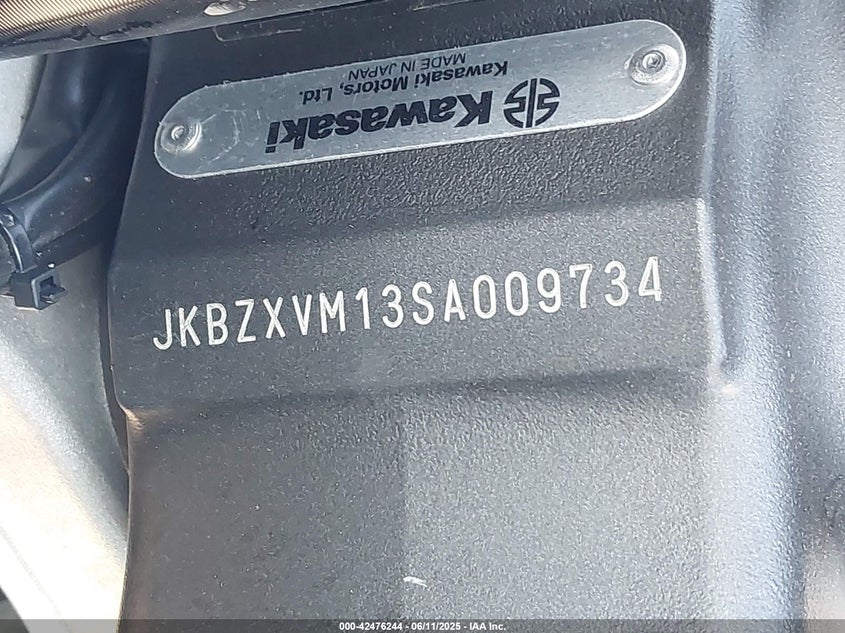 Kawasaki
Kawasaki Motors, Ltd.
MADE IN JAPAN
JKBZXVM13SA009734
000-42476244 - 06/11/2025 - IAA Inc.